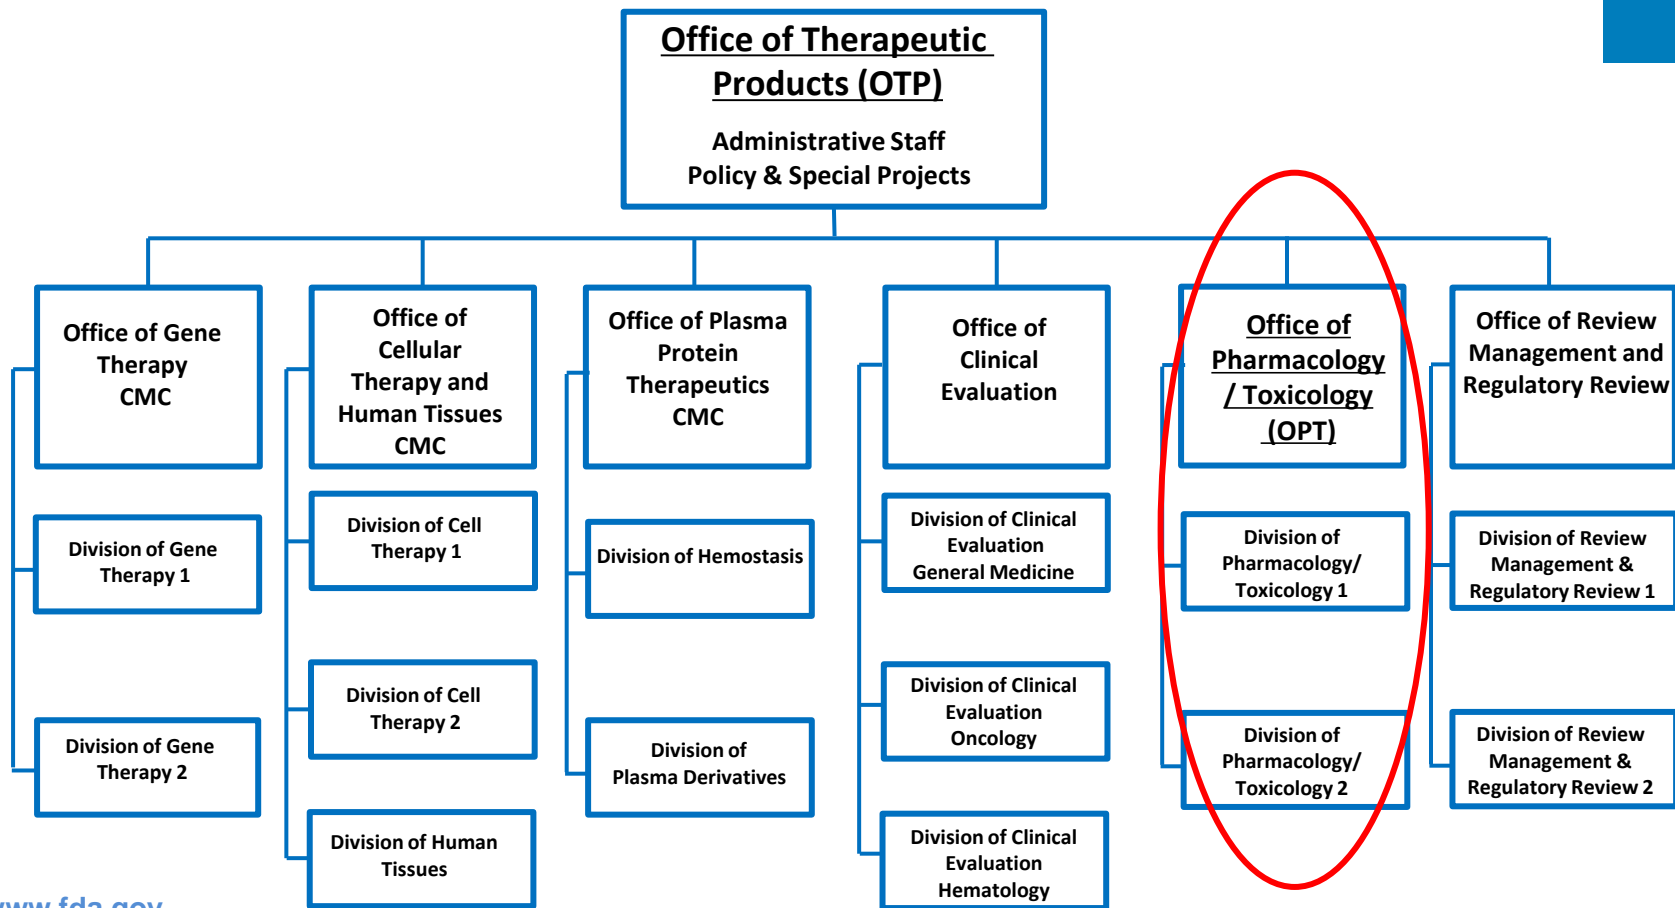 Office of Therapeutic
Products (OTP)
Administrative Staff
Policy & Special Projects
Office of Gene
Therapy
CMC
Office of
Cellular
Therapy and
Human Tissues
CMC
Office of Plasma
Protein
Therapeutics
CMC
Office of
Clinical
Evaluation
Office of
Pharmacology
/ Toxicology
(OPT)
Office of Review
Management and
Regulatory Review
Division of Gene
Therapy 1
Division of Cell
Therapy 1
Division of Hemostasis
Division of Clinical
Evaluation
General Medicine
Division of
Pharmacology/
Toxicology 1
Division of Review
Management &
Regulatory Review 1
Division of Gene
Therapy 2
Division of Cell
Therapy 2
Division of
Plasma Derivatives
Division of Clinical
Evaluation
Oncology
Division of
Pharmacology/
Toxicology 2
Division of Review
Management &
Regulatory Review 2
Division of Human
Tissues
Division of Clinical
Evaluation
Hematology
www.fda.gov